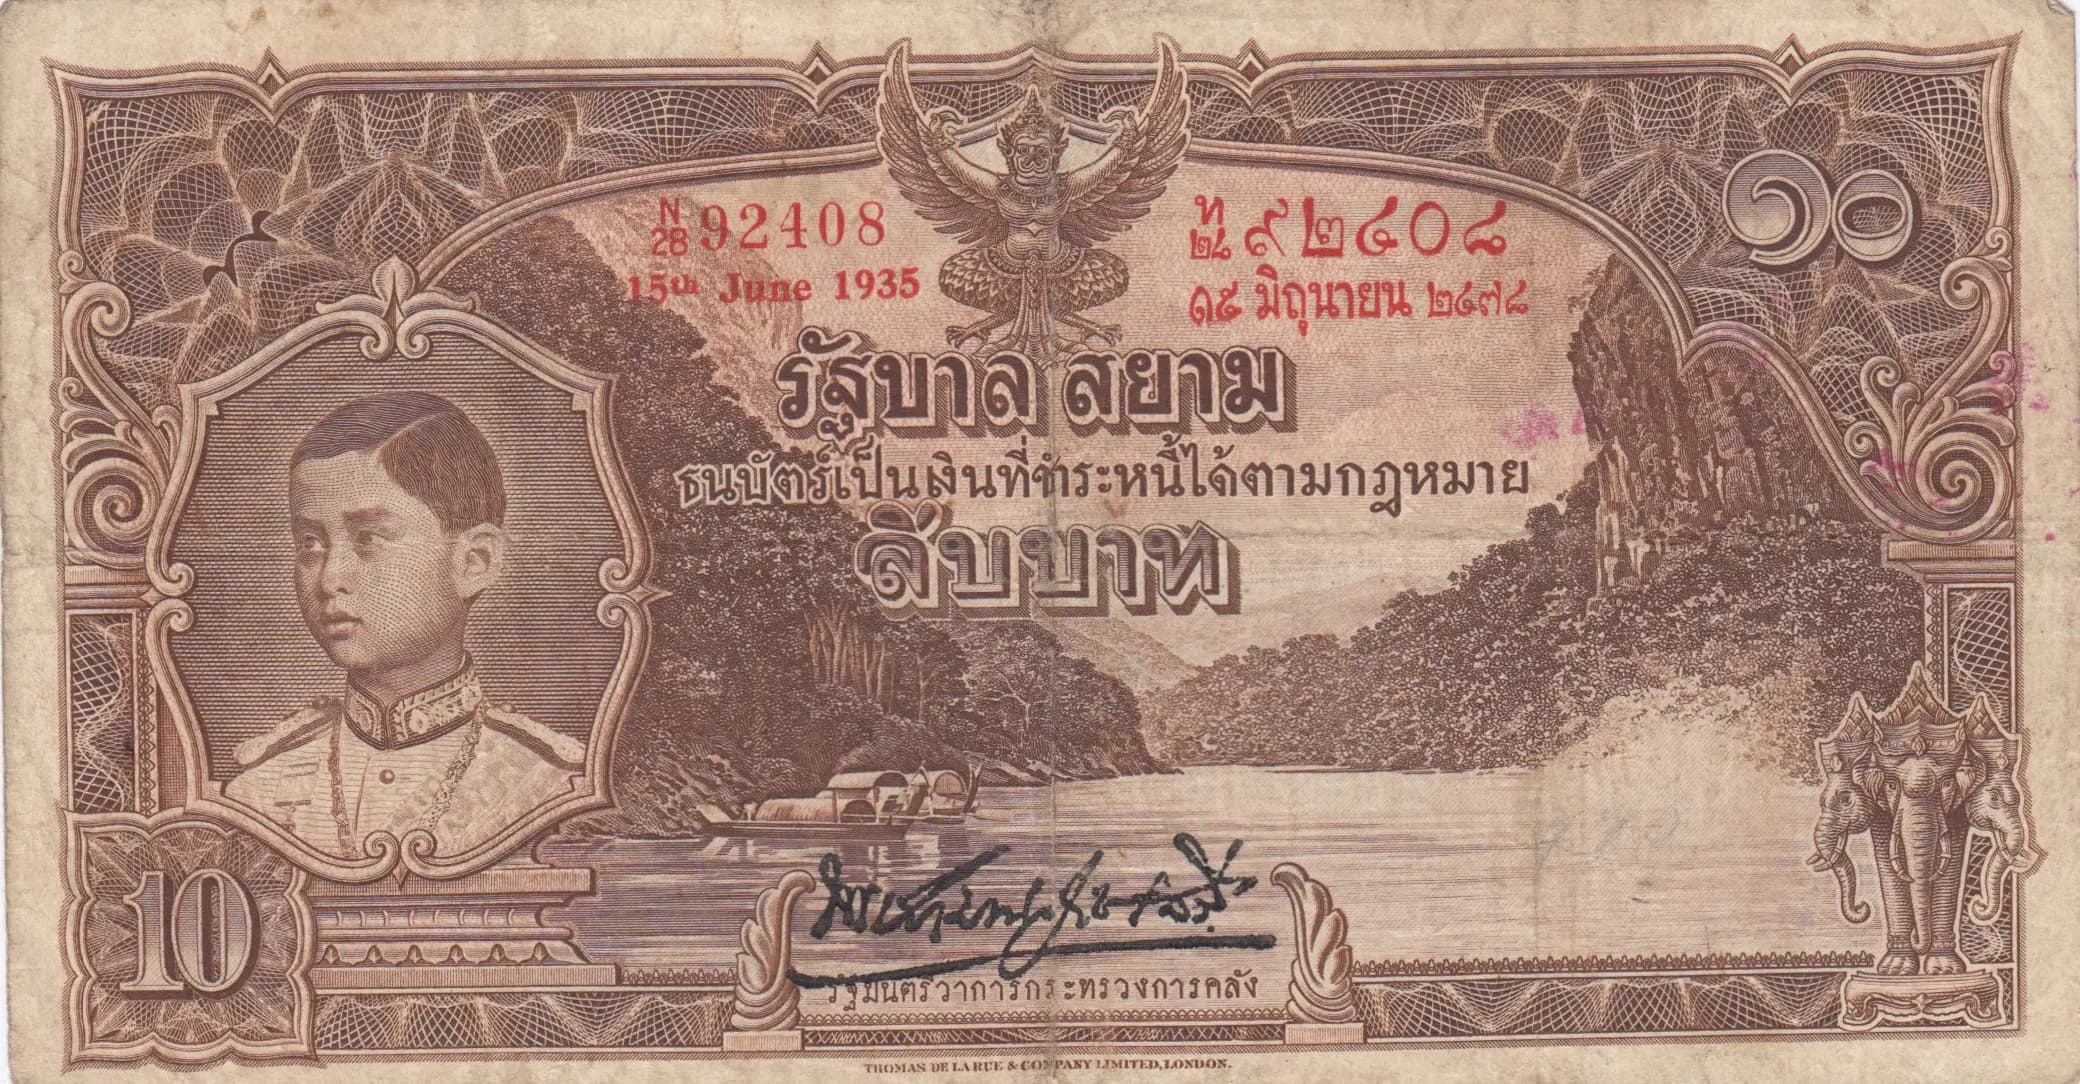 N
28 92408
15th June 1935
ท
๒๘ ๙๒๔๐๘
๑๕ มิถุนายน ๒๔๗๘
๑๐
รัฐบาล สยาม
ธนบัตร์เป็นเงินที่ชำระหนี้ได้ตามกฎหมาย
สิบบาท
รัฐมนตรีว่าการกระทรวงการคลัง
10
THOMAS DE LA RUE & COMPANY LIMITED, LONDON.